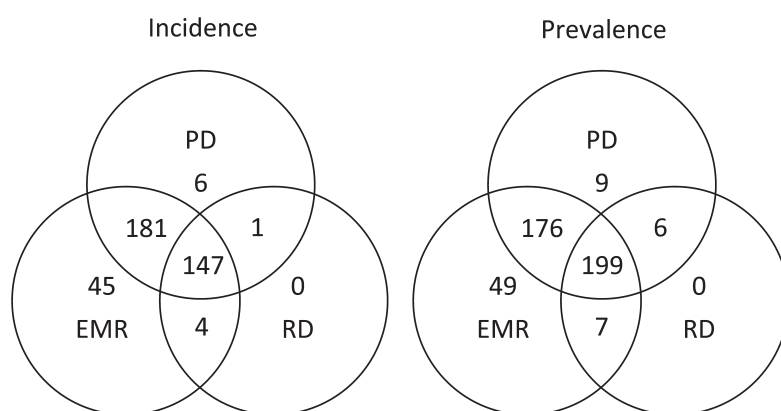 Incidence
PD
6
181
1
147
45
0
EMR
4
RD
Prevalence
PD
9
176
6
199
49
0
EMR
7
RD